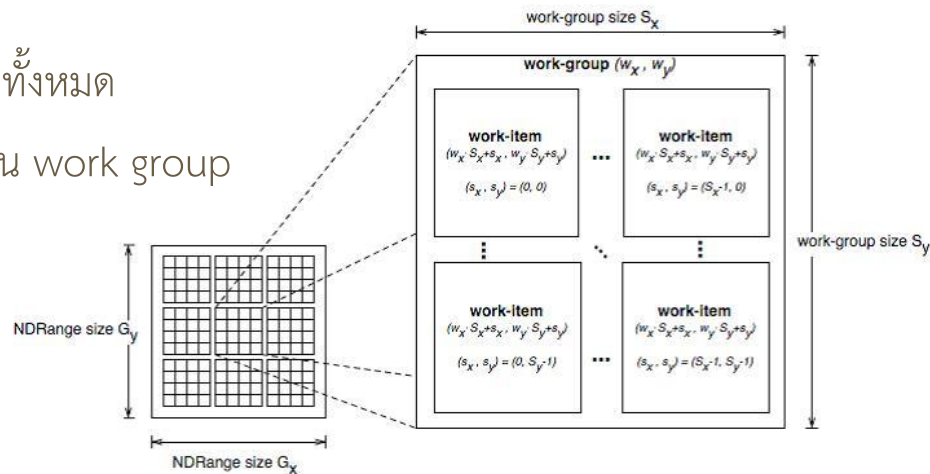 ทั้งหมด
work group
work-group size Sx
work-group (wx , wy)
work-item
(wx· Sx+sx , wy· Sy+sy)
(sx , sy) = (0, 0)
...
work-item
(wx· Sx+sx , wy· Sy+sy)
(sx , sy) = (Sx-1, 0)
work-group size Sy
work-item
(wx· Sx+sx , wy· Sy+sy)
(sx , sy) = (0, Sy-1)
...
work-item
(wx· Sx+sx , wy· Sy+sy)
(sx , sy) = (Sx-1, Sy-1)
NDRange size Gy
NDRange size Gx